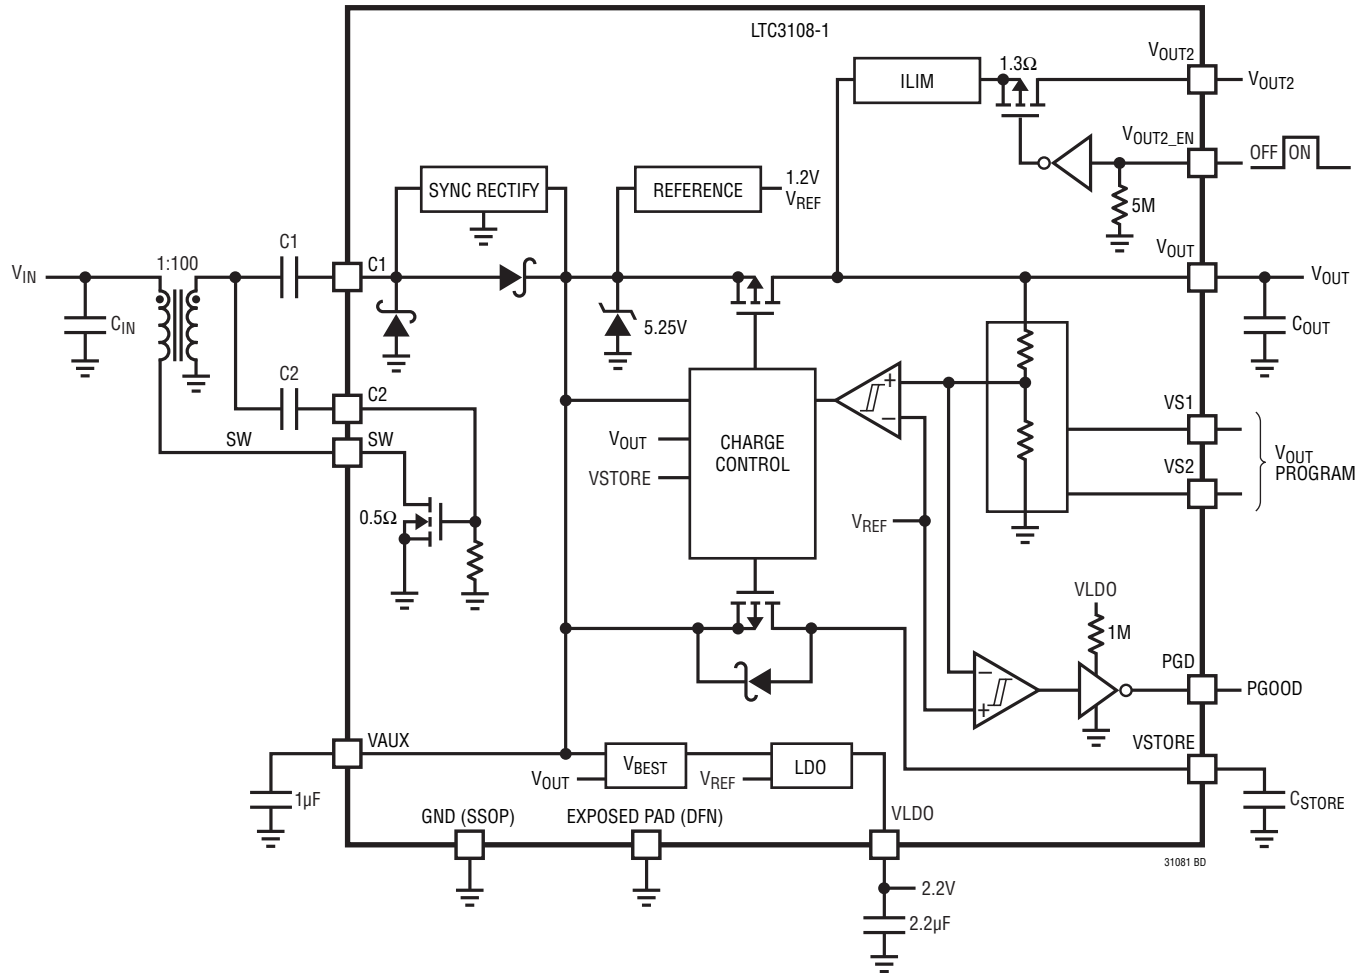 LTC3108-1
VOUT2
1.3Ω
ILIM
VOUT2
VOUT2_EN
OFF ON
SYNC RECTIFY
REFERENCE
1.2V
VREF
5M
VOUT
C1
1:100
VIN
C1
VOUT
CIN
5.25V
COUT
C2
C2
VS1
SW
SW
VOUT
CHARGE
CONTROL
VOUT
PROGRAM
VS2
VSTORE
0.5Ω
VREF
VLDO
1M
PGD
PGOOD
VAUX
VSTORE
VBEST
LDO
VOUT
VREF
1µF
CSTORE
GND (SSOP)
EXPOSED PAD (DFN)
VLDO
31081 BD
2.2V
2.2µF